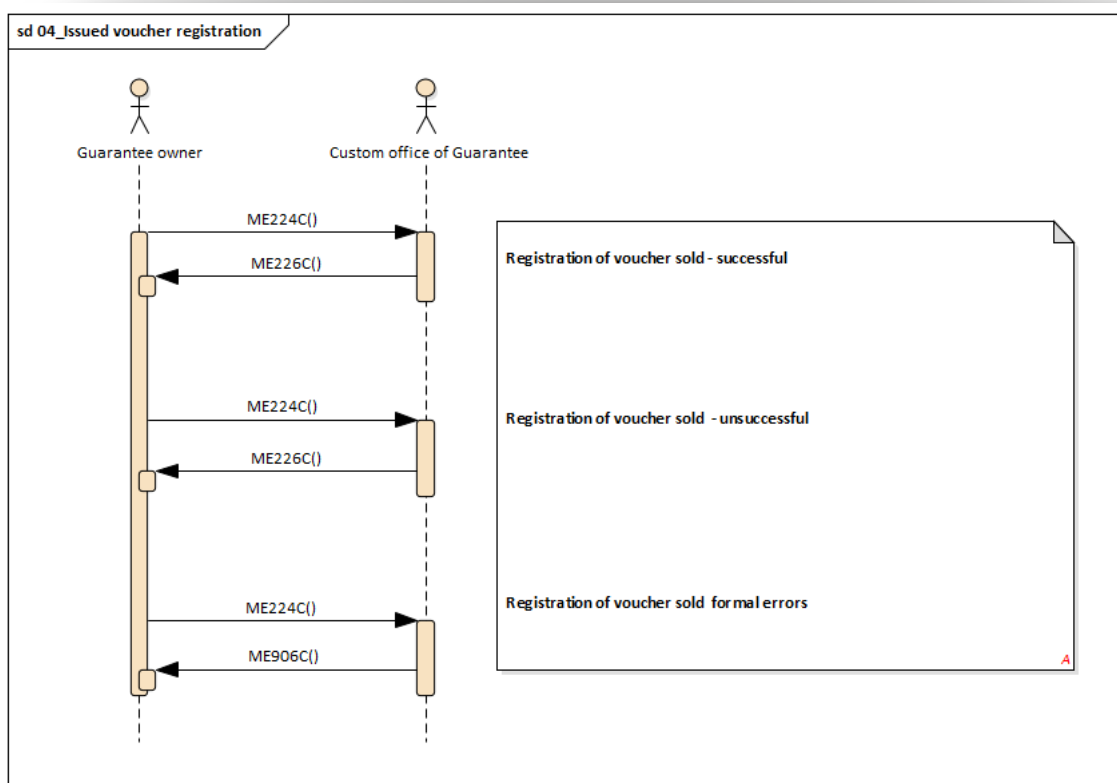 sd 04_Issued voucher registration
Guarantee owner
Custom office of Guarantee
ME224C()
Registration of voucher sold - successful
ME226C()
ME224C()
Registration of voucher sold - unsuccessful
ME226C()
ME224C()
Registration of voucher sold formal errors
ME906C()
A